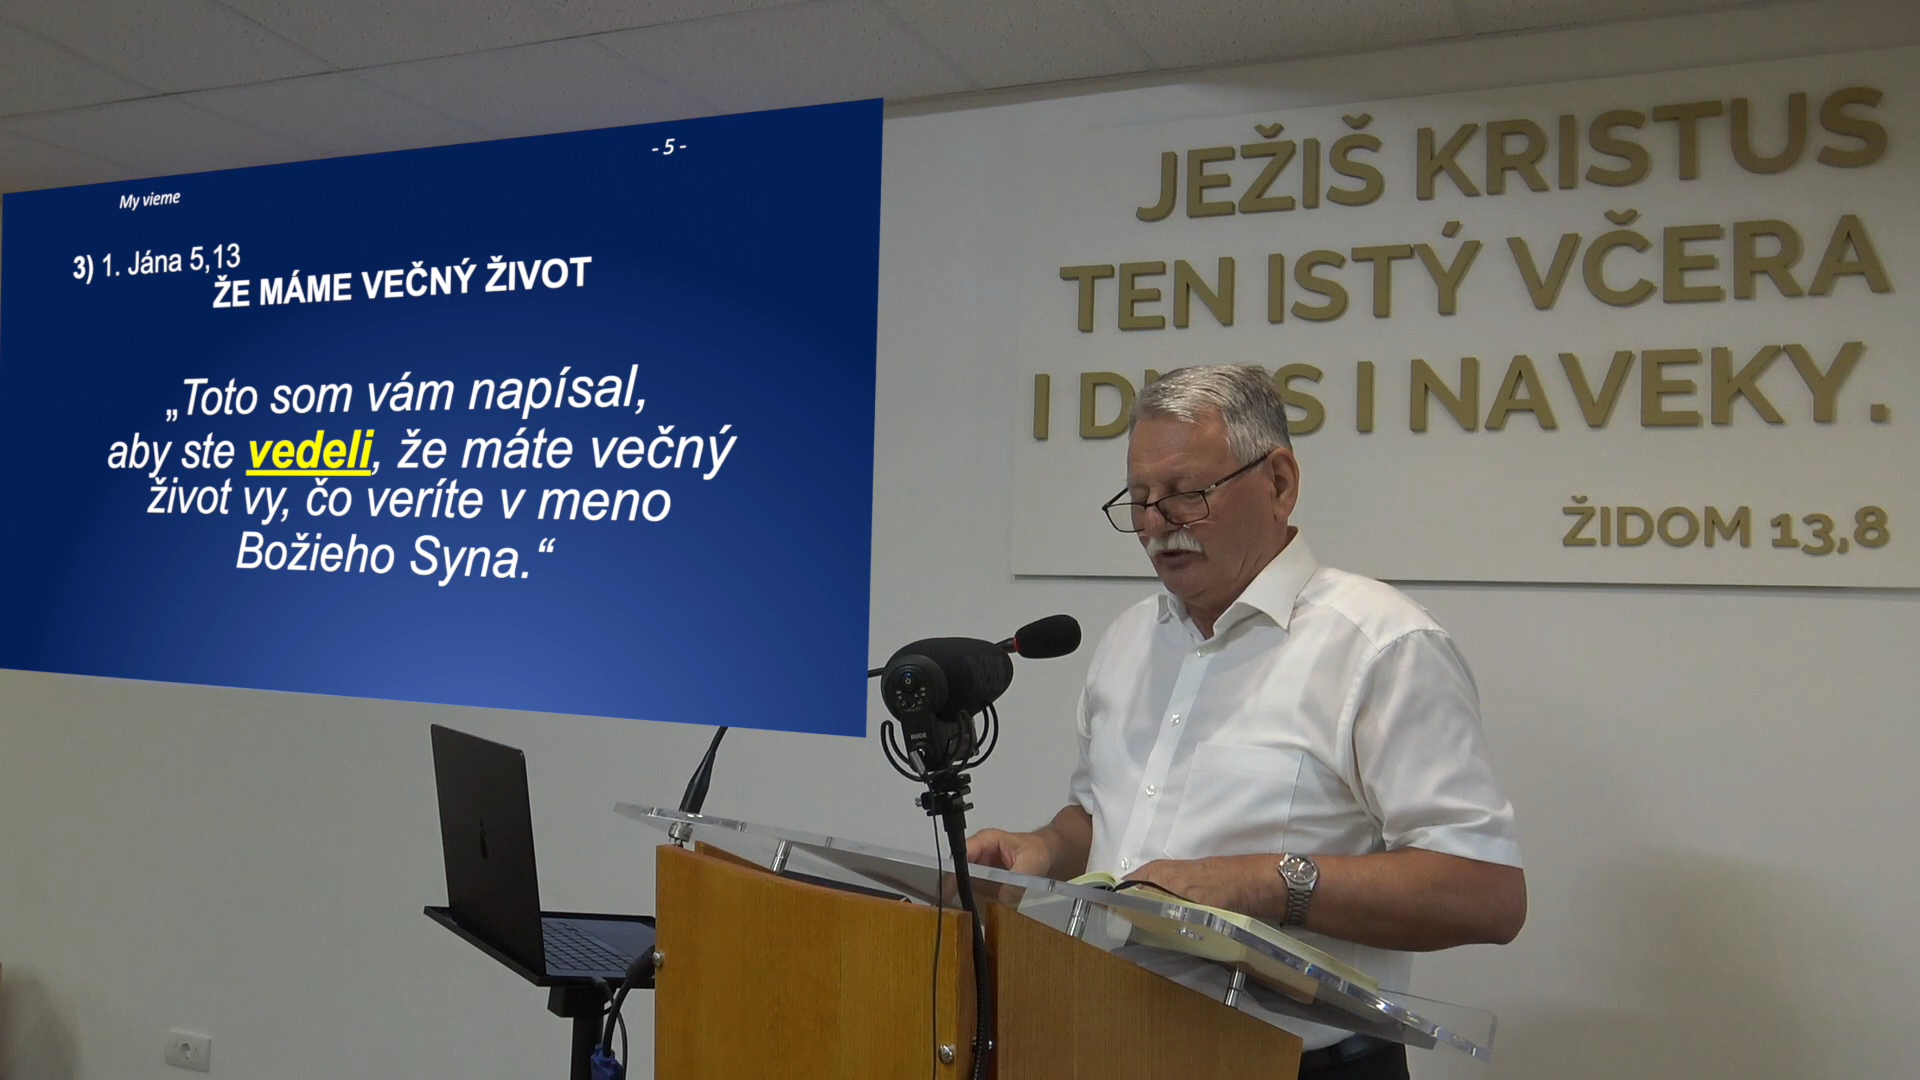 - 5 -
My vieme
3) 1. Jána 5,13
ŽE MÁME VEČNÝ ŽIVOT
„Toto som vám napísal,
aby ste vedeli, že máte večný
život vy, čo veríte v meno
Božieho Syna.“
JEŽIŠ KRISTUS
TEN ISTÝ VČERA
I D S I NAVEKY.
ŽIDOM 13,8
RODE